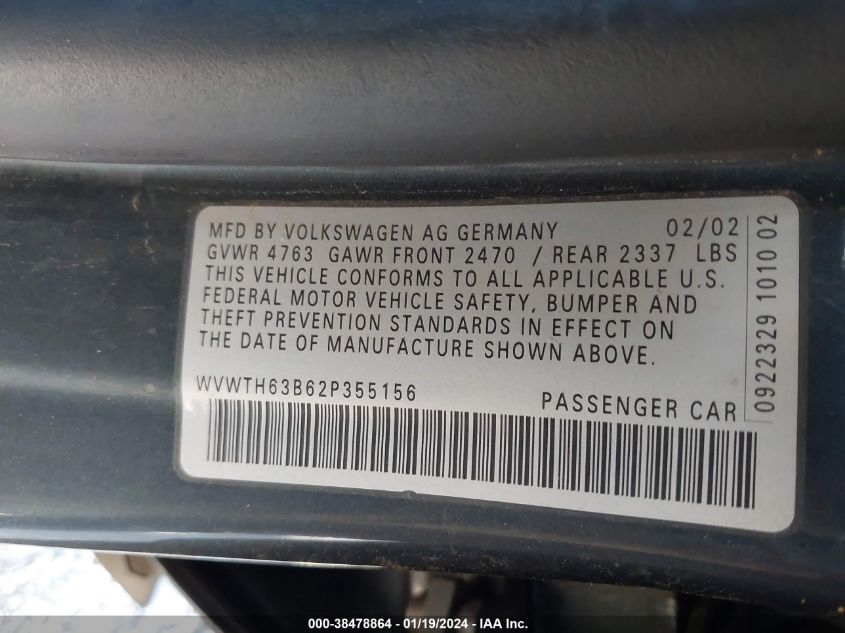 MFD BY VOLKSWAGEN AG GERMANY 02/02
GVWR 4763 GAWR FRONT 2470 / REAR 2337 LBS
THIS VEHICLE CONFORMS TO ALL APPLICABLE U.S.
FEDERAL MOTOR VEHICLE SAFETY, BUMPER AND
THEFT PREVENTION STANDARDS IN EFFECT ON
THE DATE OF MANUFACTURE SHOWN ABOVE.
WVWTH63B62P355156 PASSENGER CAR
0922329 1010 02
000-38478864 - 01/19/2024 - IAA Inc.